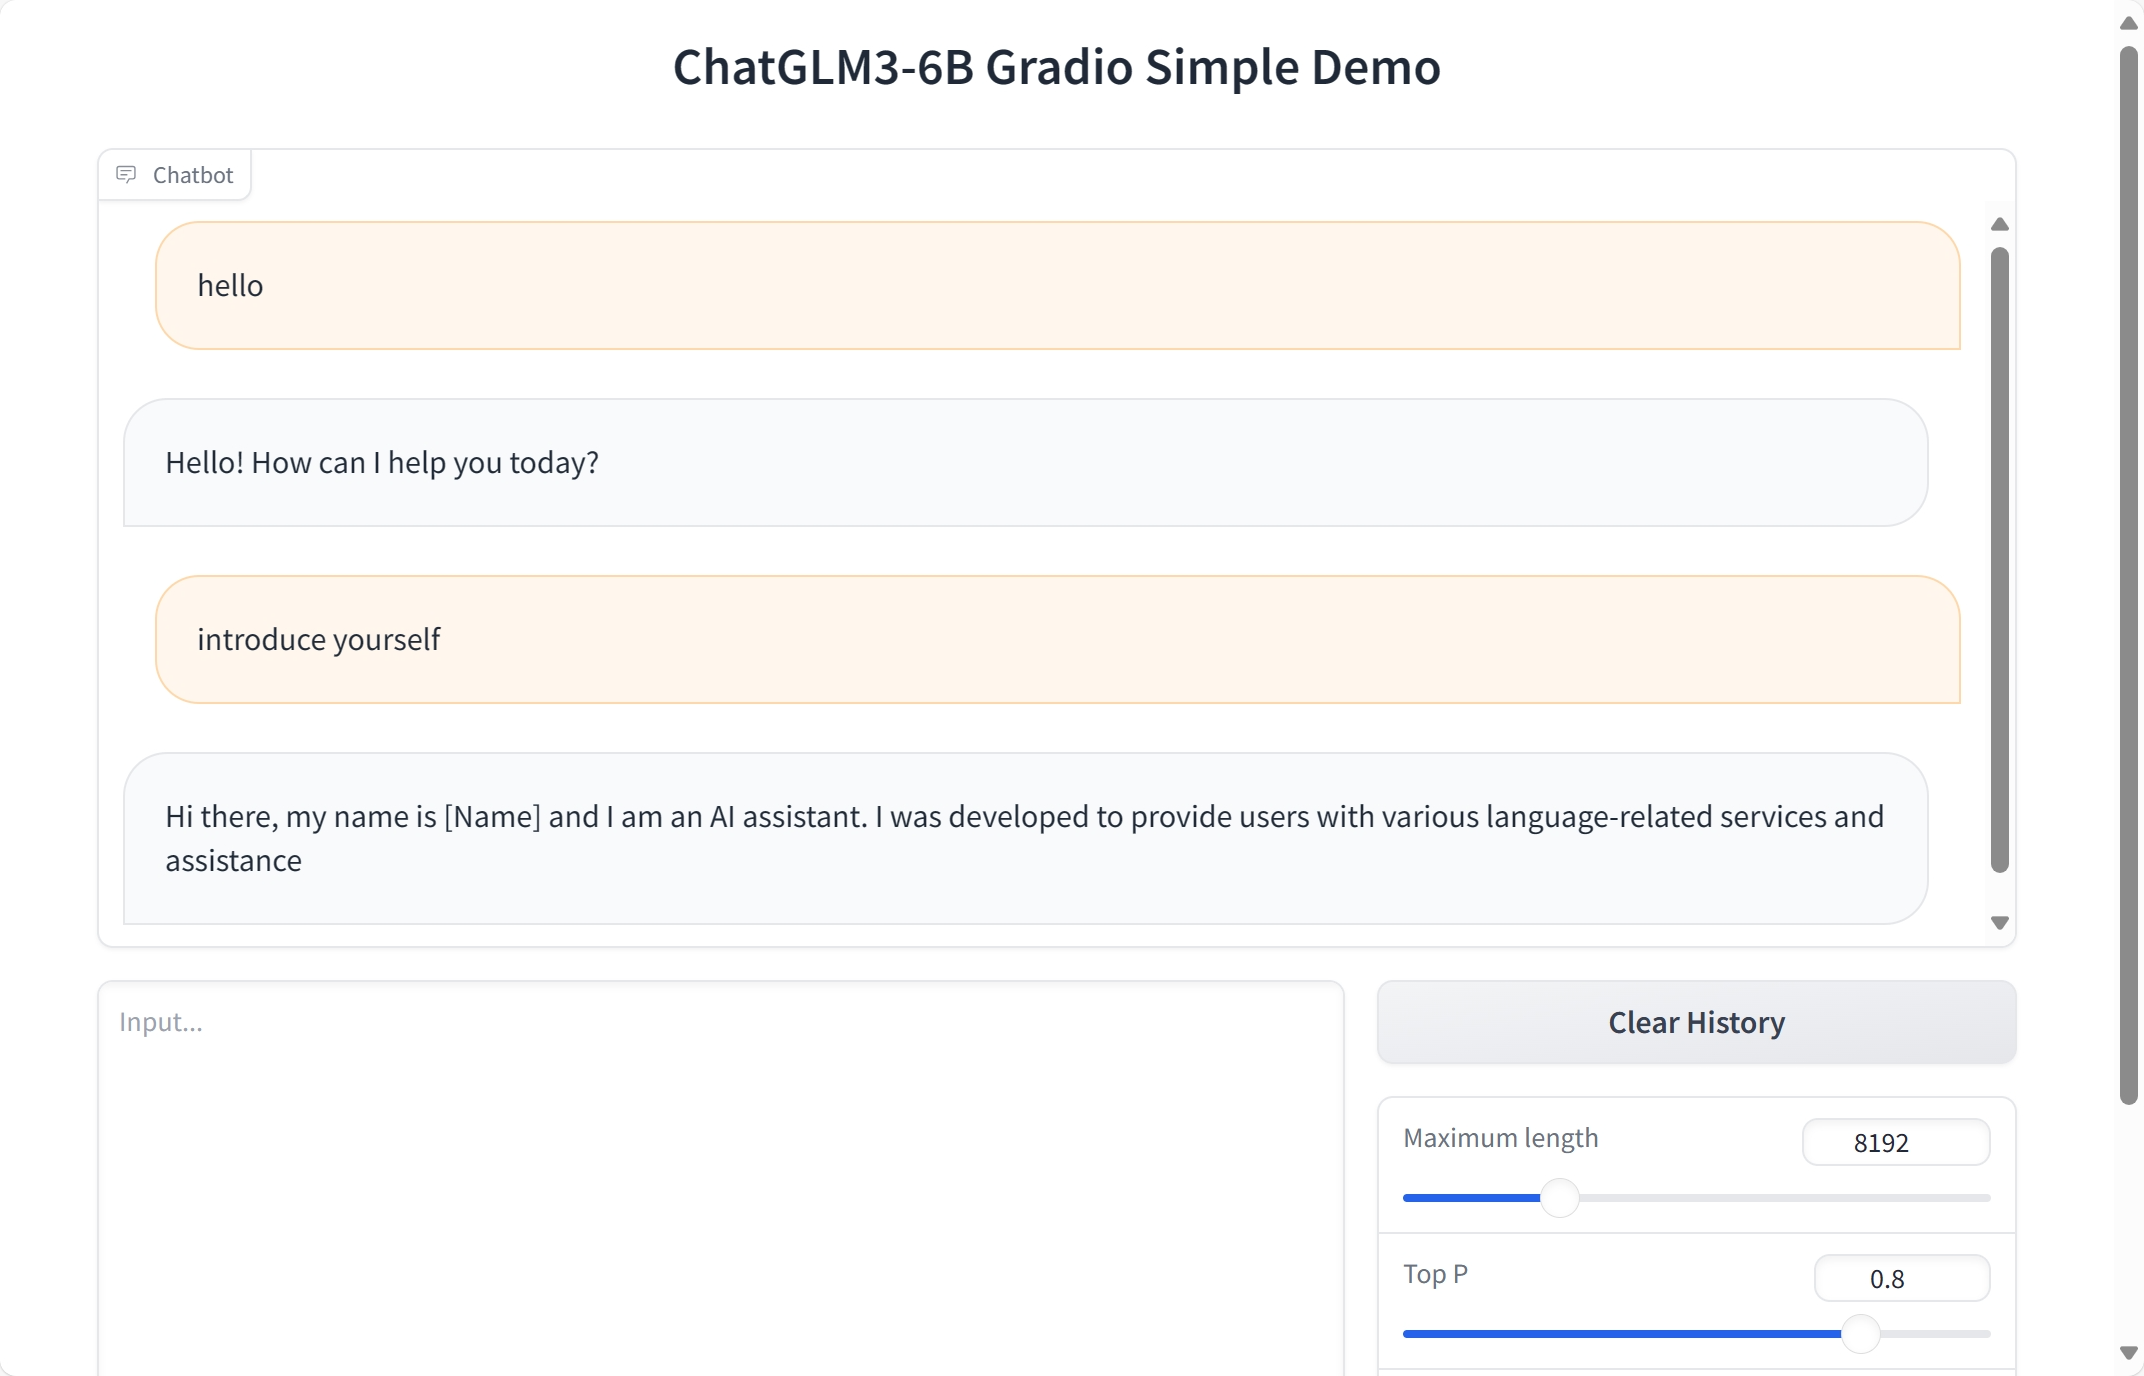 ChatGLM3-6B Gradio Simple Demo
Chatbot
hello
Hello! How can I help you today?
introduce yourself
Hi there, my name is [Name] and I am an AI assistant. I was developed to provide users with various language-related services and
assistance
Input...
Clear History
Maximum length
8192
Top P
0.8